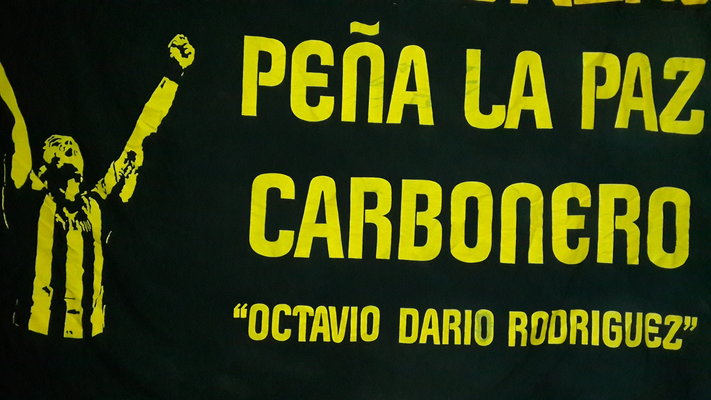 PEÑA LA PAZ
CARBONERO
“OCTAVIO DARIO RODRIGUEZ”